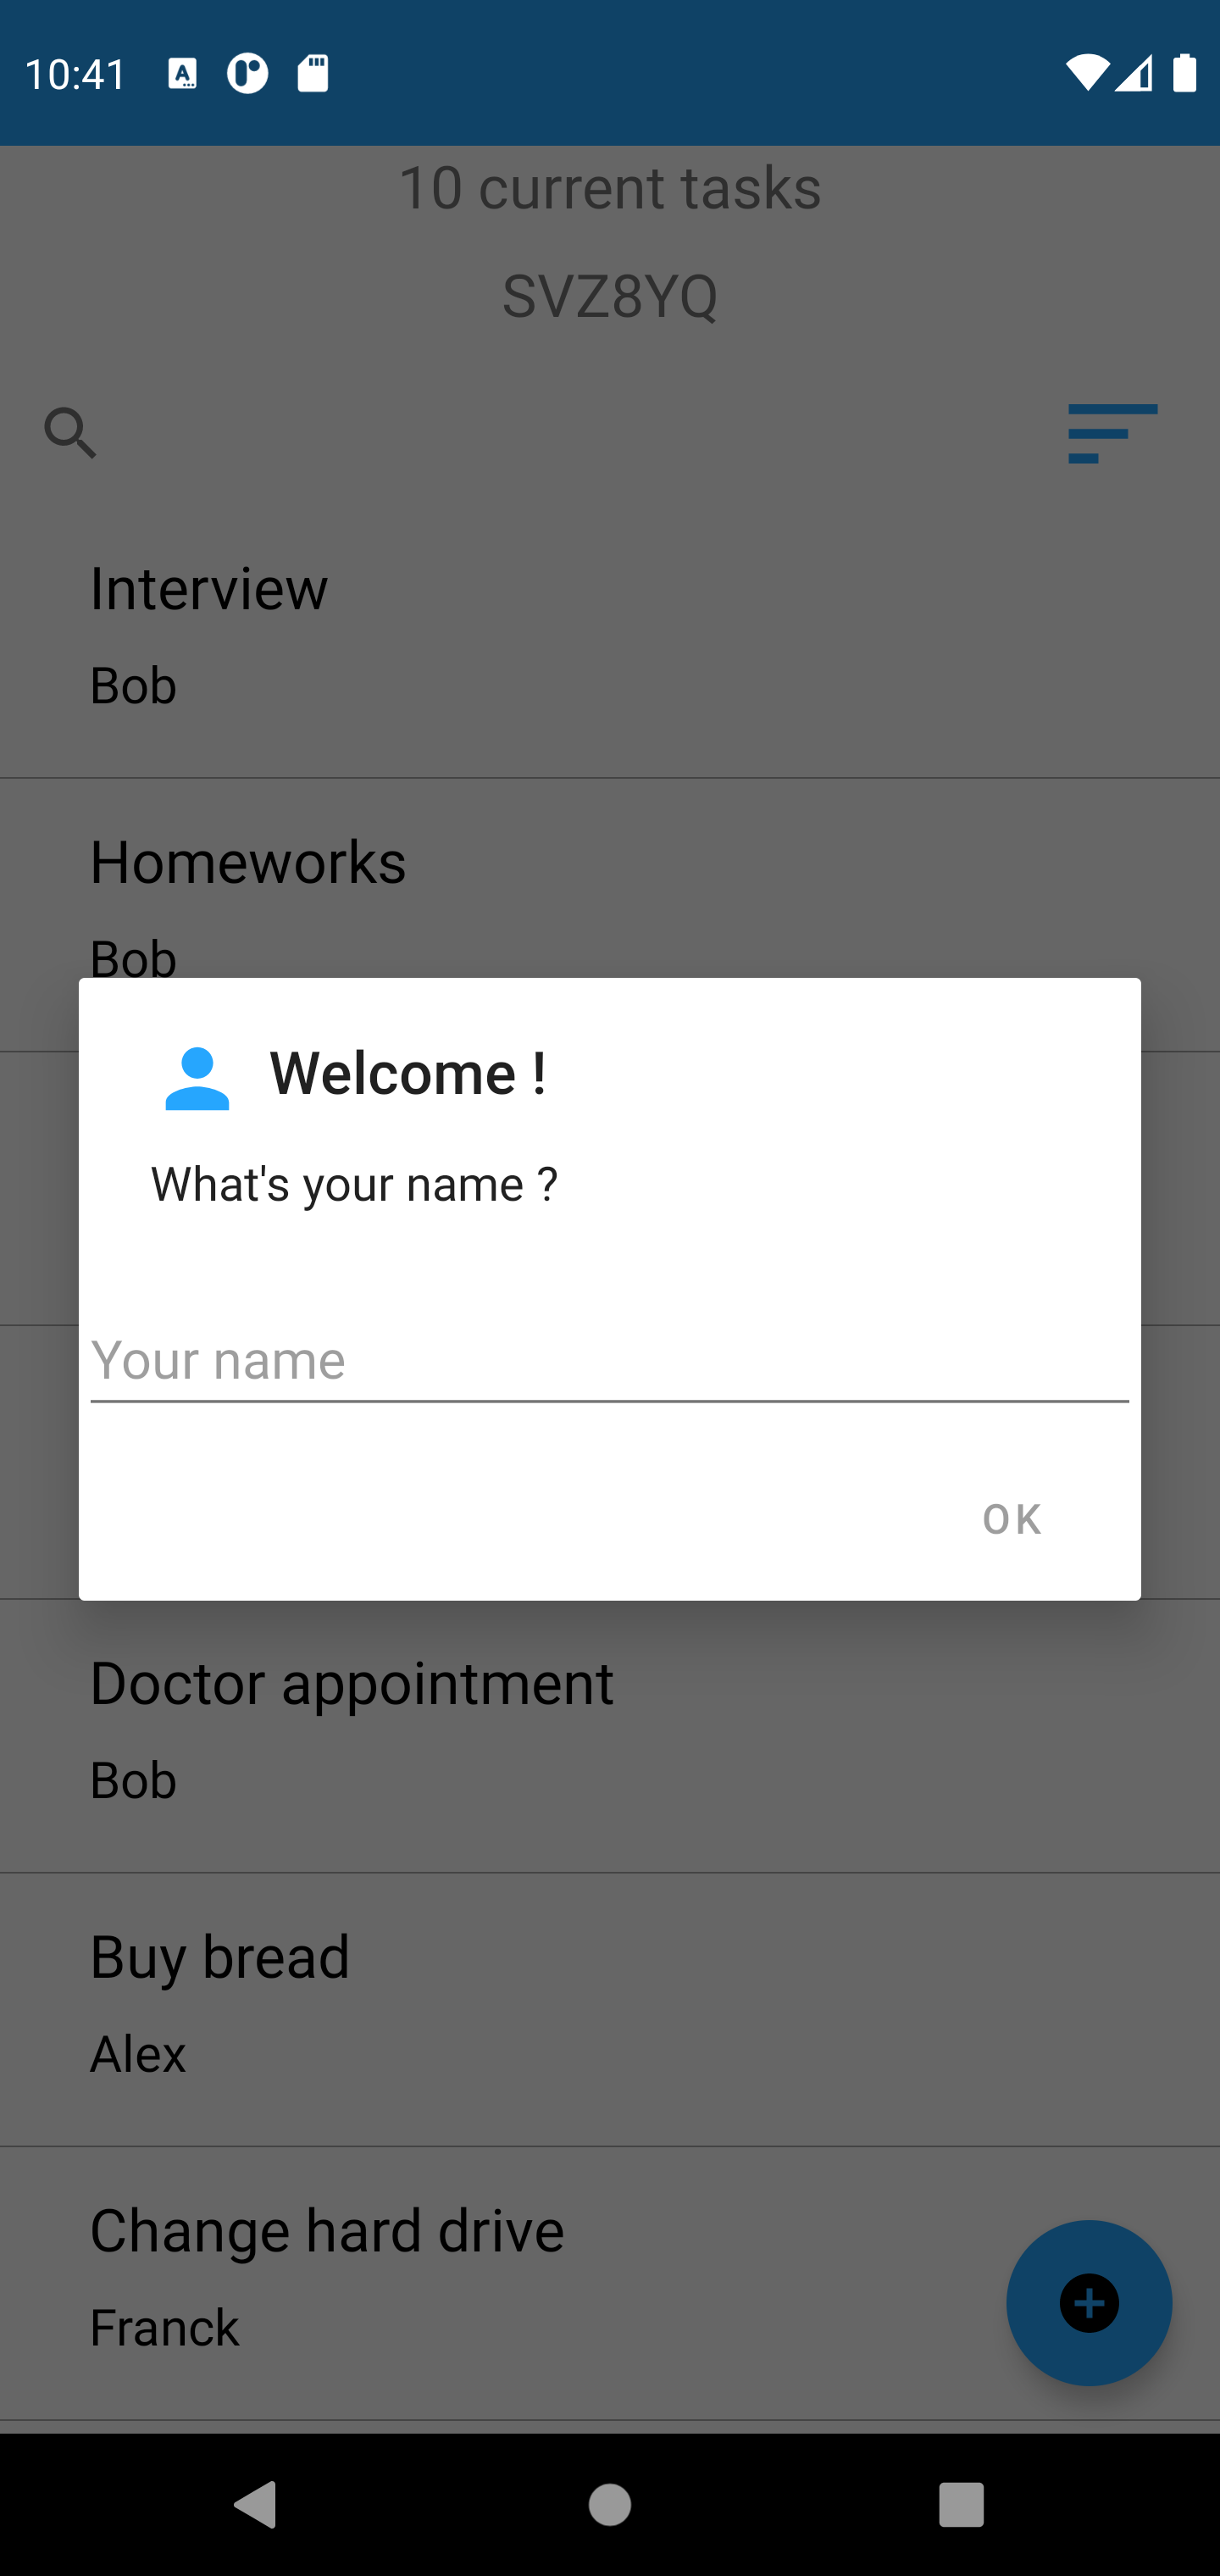 10:41
10 current tasks
SVZ8YQ
Interview
Bob
Homeworks
Bob
Welcome !
What's your name ?
Your name
OK
Doctor appointment
Bob
Buy bread
Alex
Change hard drive
Franck